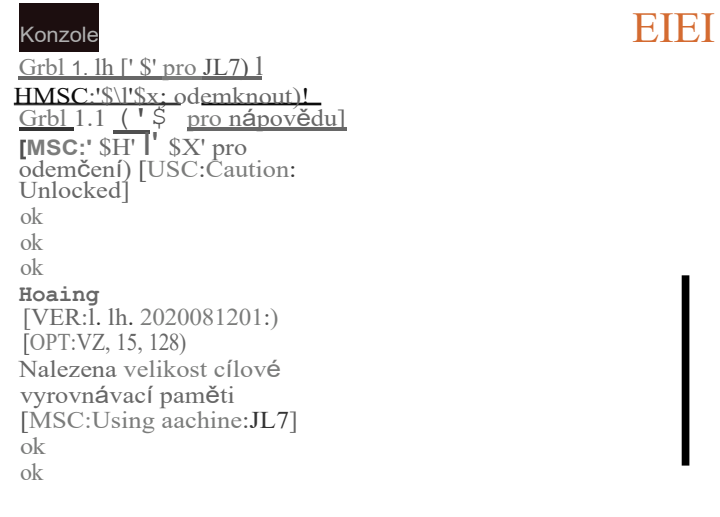 Konzole
EIEI
Grbl 1. lh [' $' pro JL7) l
HMSC:'$\l'$x; odemknout)!
Grbl 1.1 ( ' $ pro nápovědu]
[MSC:' $H' l' $X' pro
odemčení) [USC:Caution:
Unlocked]
ok
ok
ok
Hoaing
[VER:l. lh. 2020081201:)
[OPT:VZ, 15, 128)
Nalezena velikost cílové
vyrovnávací paměti
[MSC:Using aachine:JL7]
ok
ok